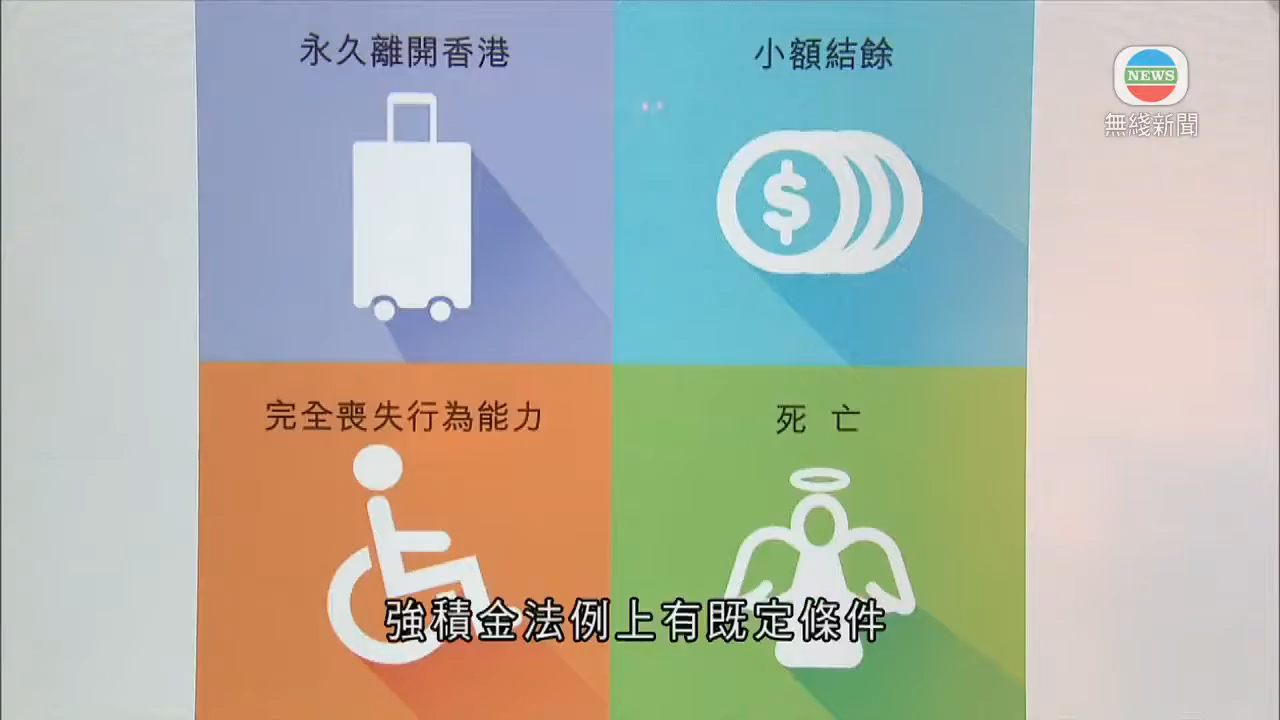 永久離開香港
小額結餘
NEWS
無綫新聞
$
完全喪失行為能力
死 亡
強積金法例上有既定條件